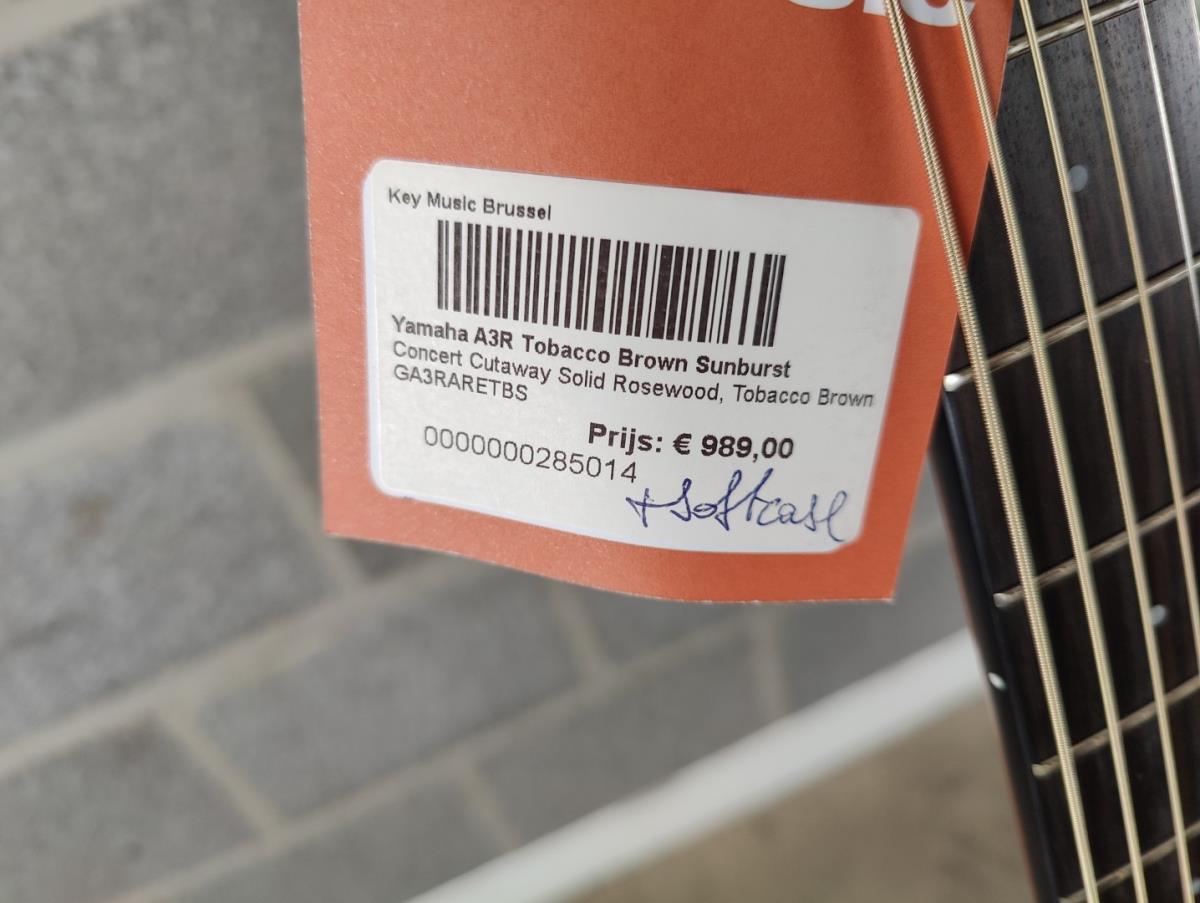 Key Music Brussel
Yamaha A3R Tobacco Brown Sunburst
Concert Cutaway Solid Rosewood, Tobacco Brown
GA3RARETBS
Prijs: € 989,00
0000000285014
+ softcase